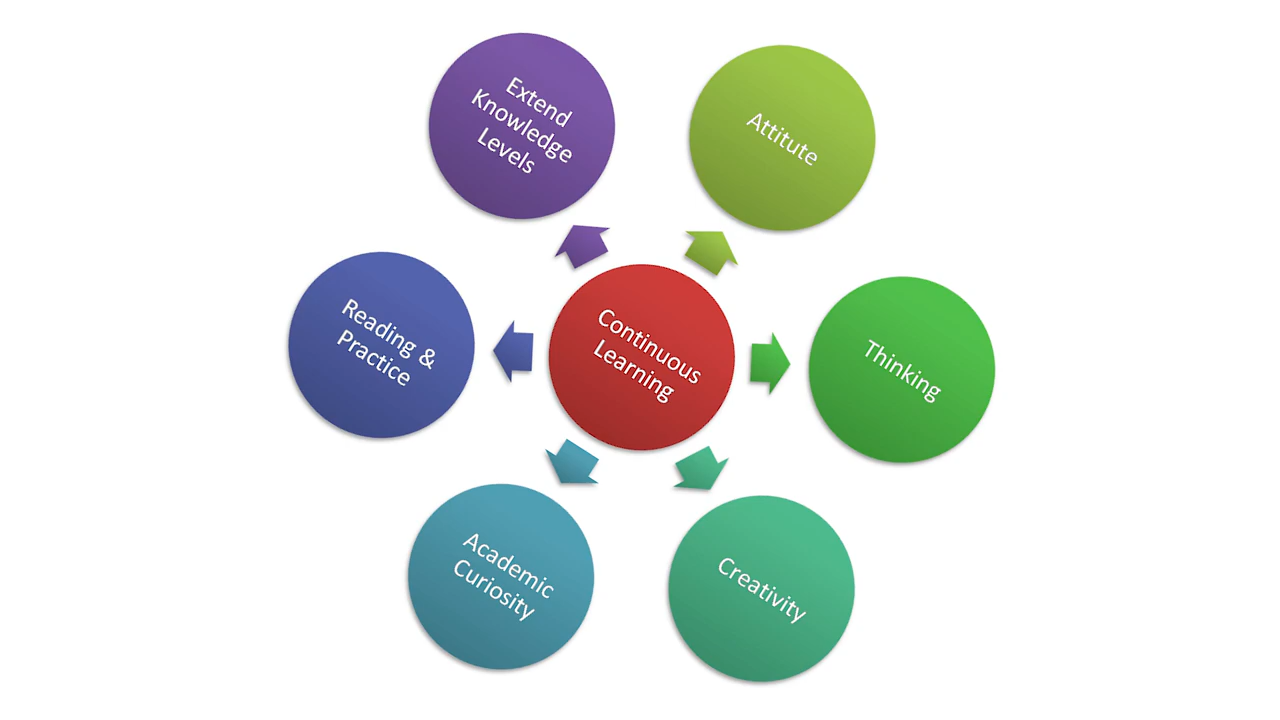 Extend
Knowledge
Levels
Attitute
Reading &
Practice
Continuous
Learning
Thinking
Academic
Curiosity
Creativity